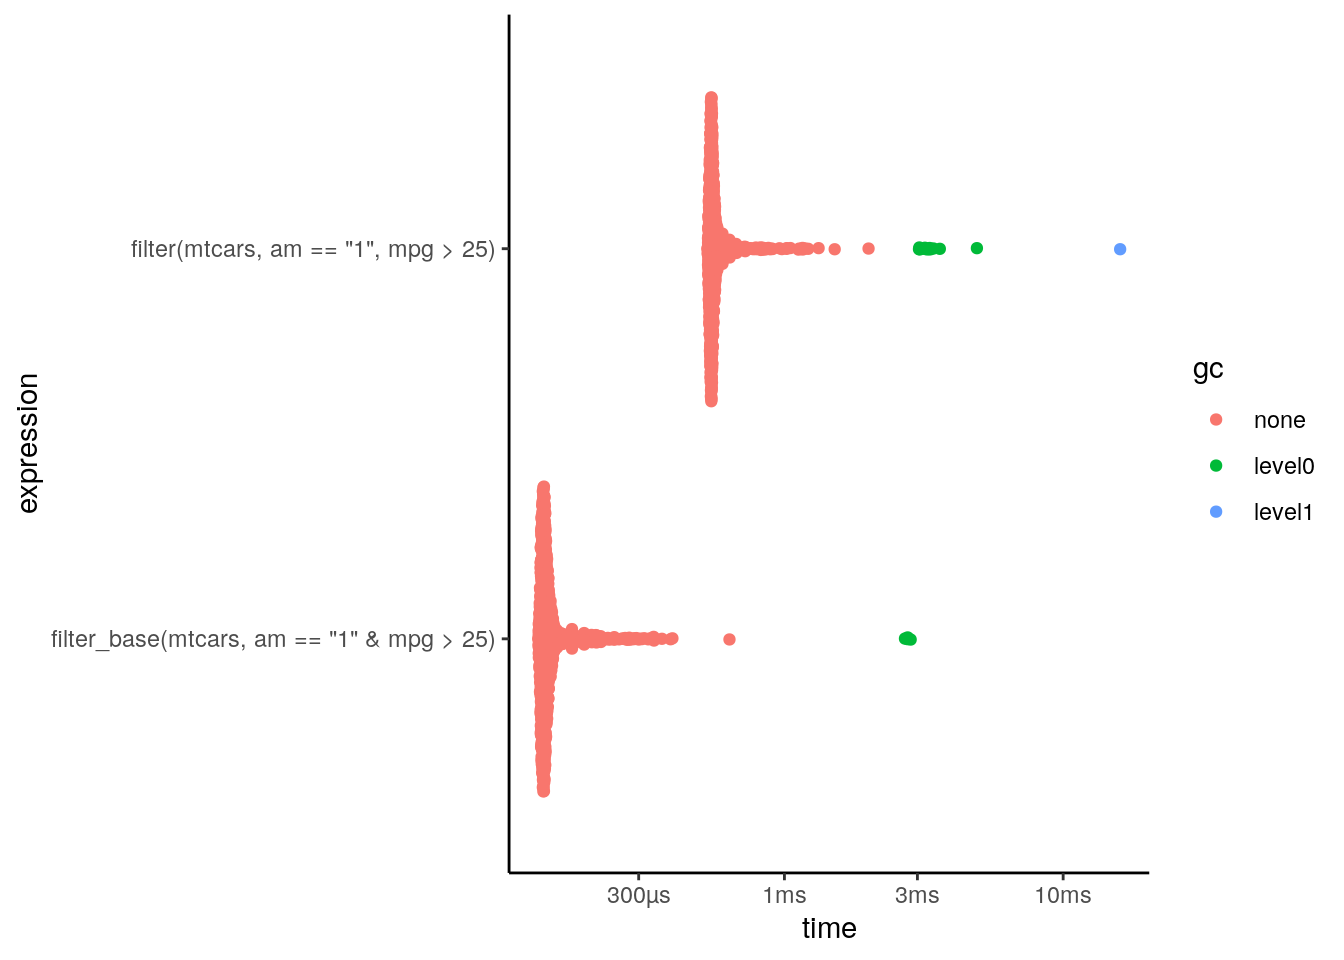 filter(mtcars, am == "1", mpg > 25)
filter_base(mtcars, am == "1" & mpg > 25)
expression
300µs
1ms
3ms
10ms
time
gc
none
level0
level1